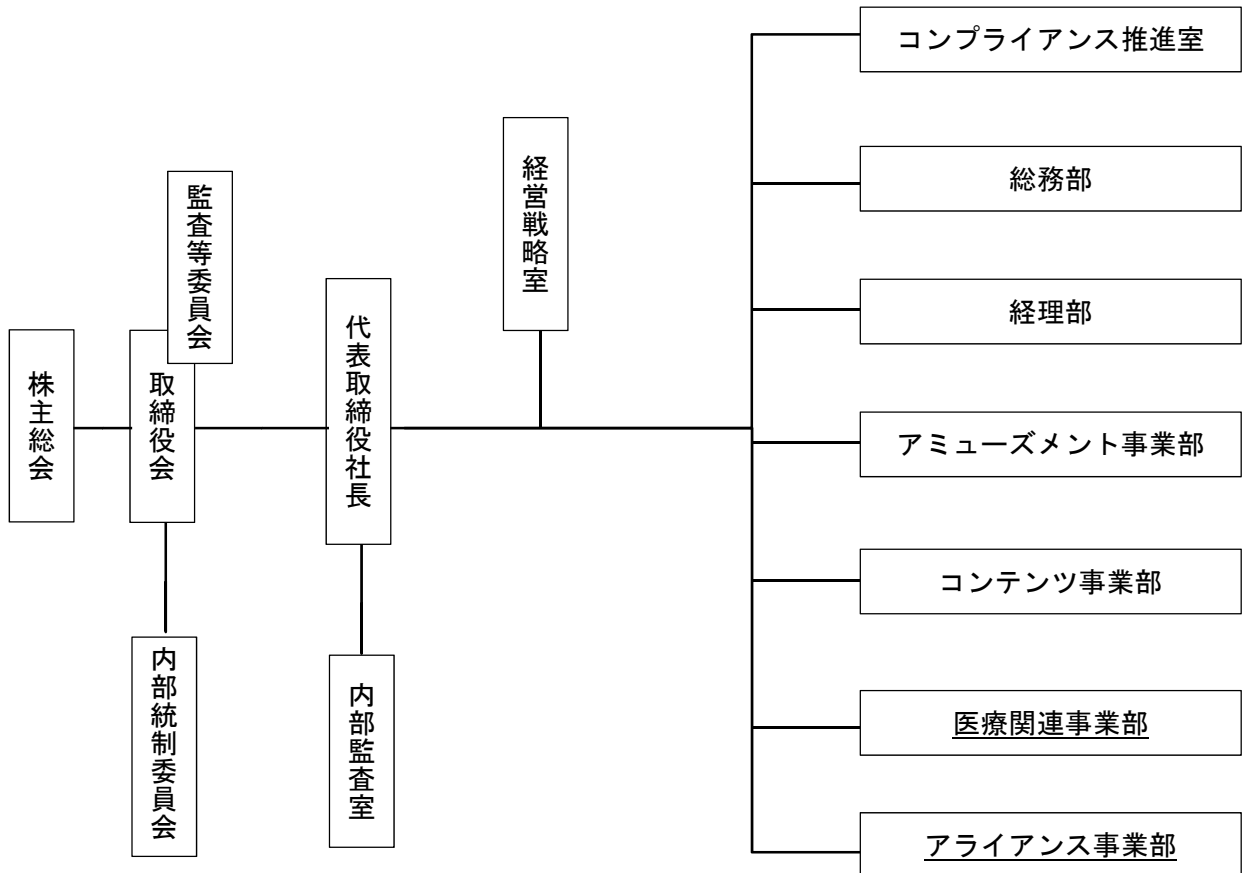 株主総会
取締役会
監査等委員会
内部統制委員会
代表取締役社長
内部監査室
経営戦略室
コンプライアンス推進室
総務部
経理部
アミューズメント事業部
コンテンツ事業部
医療関連事業部
アライアンス事業部